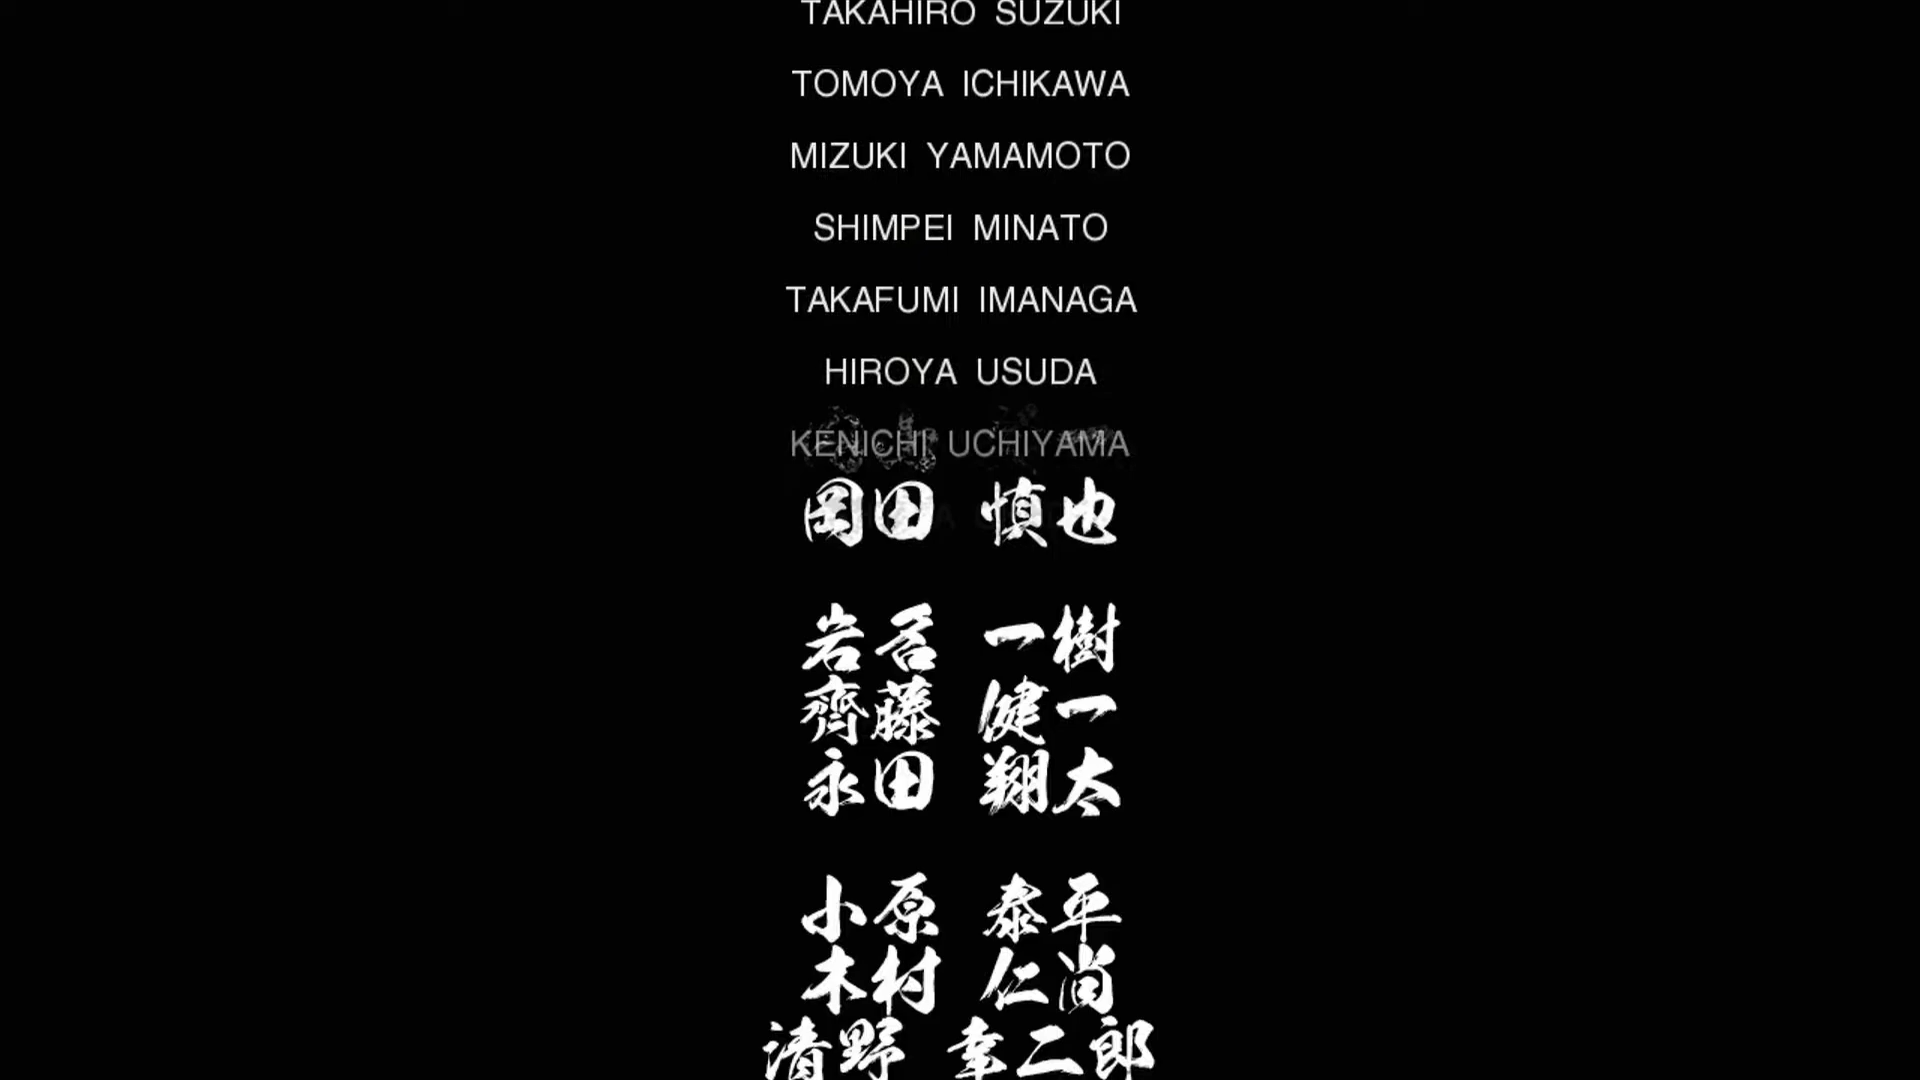 TAKAHIRO SUZUKI
TOMOYA ICHIKAWA
MIZUKI YAMAMOTO
SHIMPEI MINATO
TAKAFUMI IMANAGA
HIROYA USUDA
KENICHI UCHIYAMA
岡田 慎也
岩名 一樹
齊藤 健一
永田 翔太
小原 泰平
木村 仁尚
清野 幸二郎